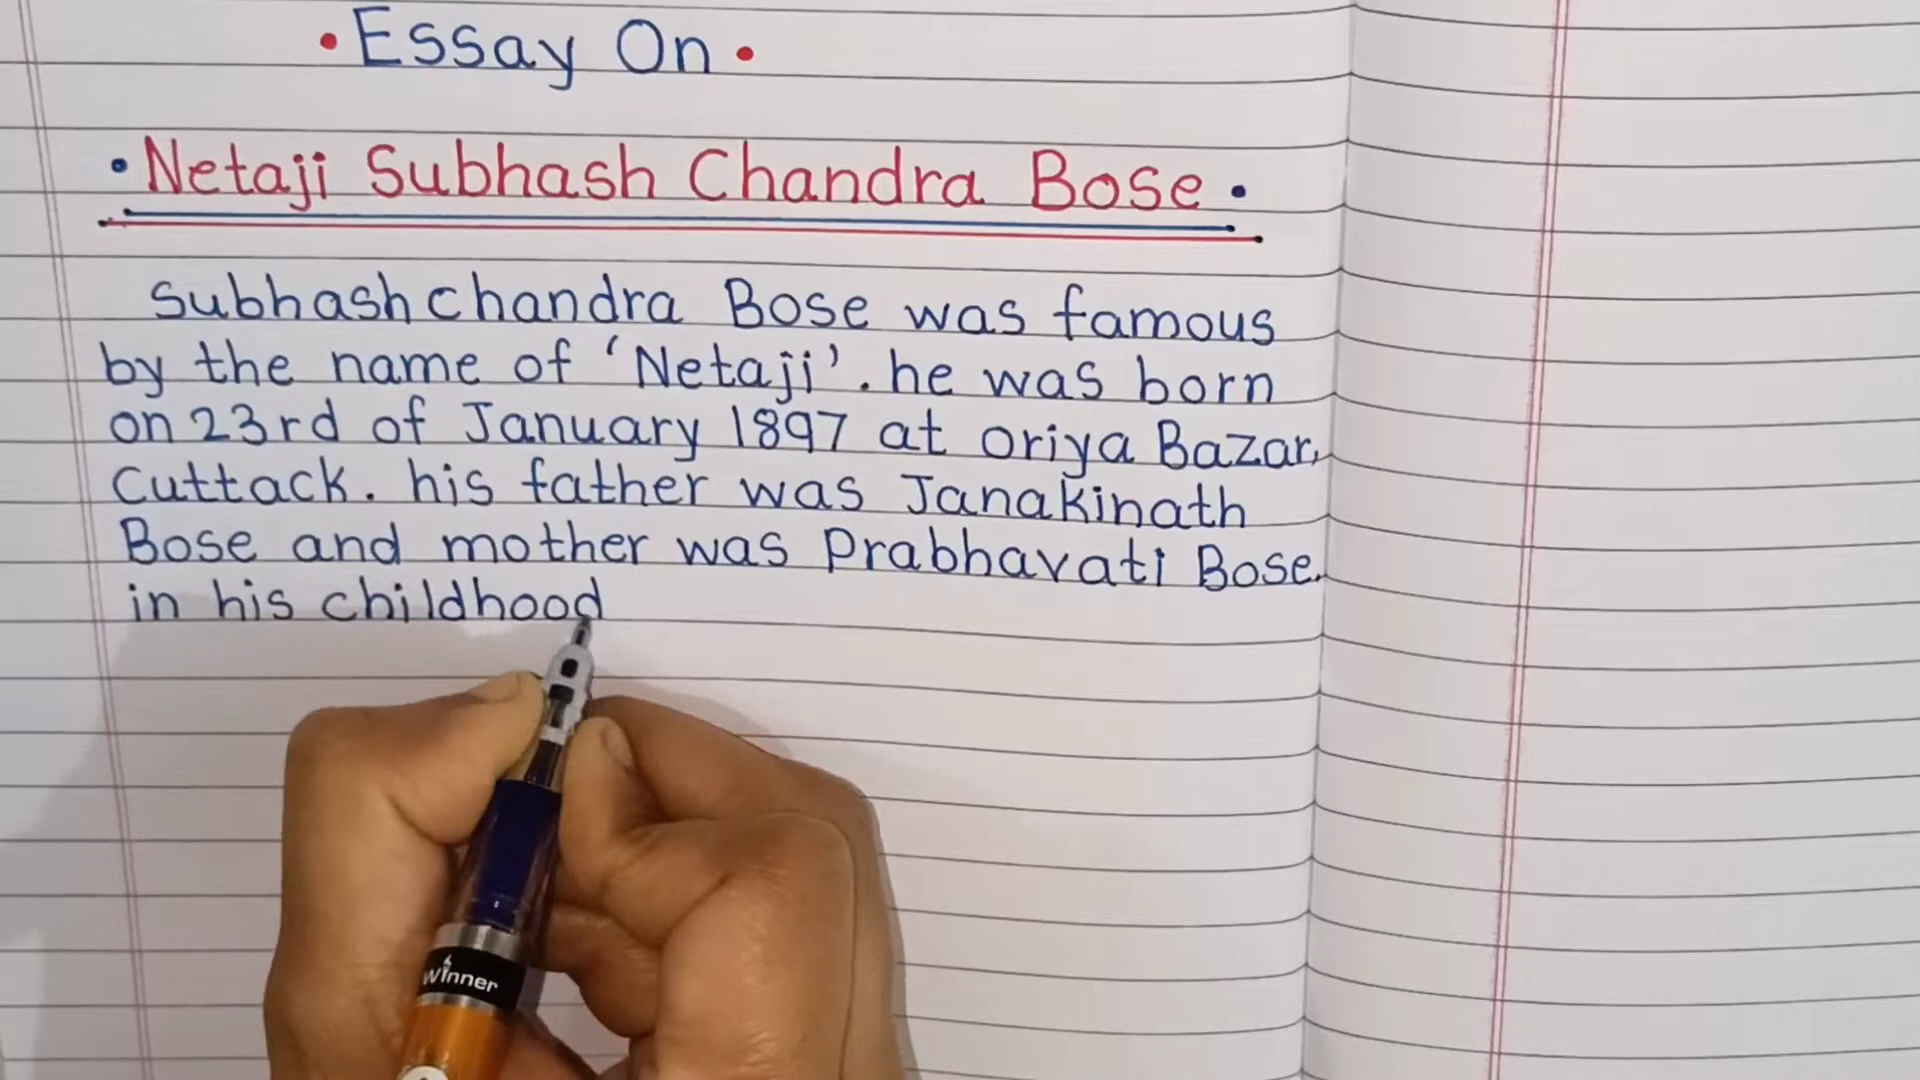 Essay On
Netaji Subhash Chandra Bose
Subhash chandra Bose was famous
by the name of 'Netaji'. he was born
on 23rd of January 1897 at oriya Bazar,
Cuttack. his father was Janakinath
Bose and mother was Prabhavati Bose.
in his childhood
Winner